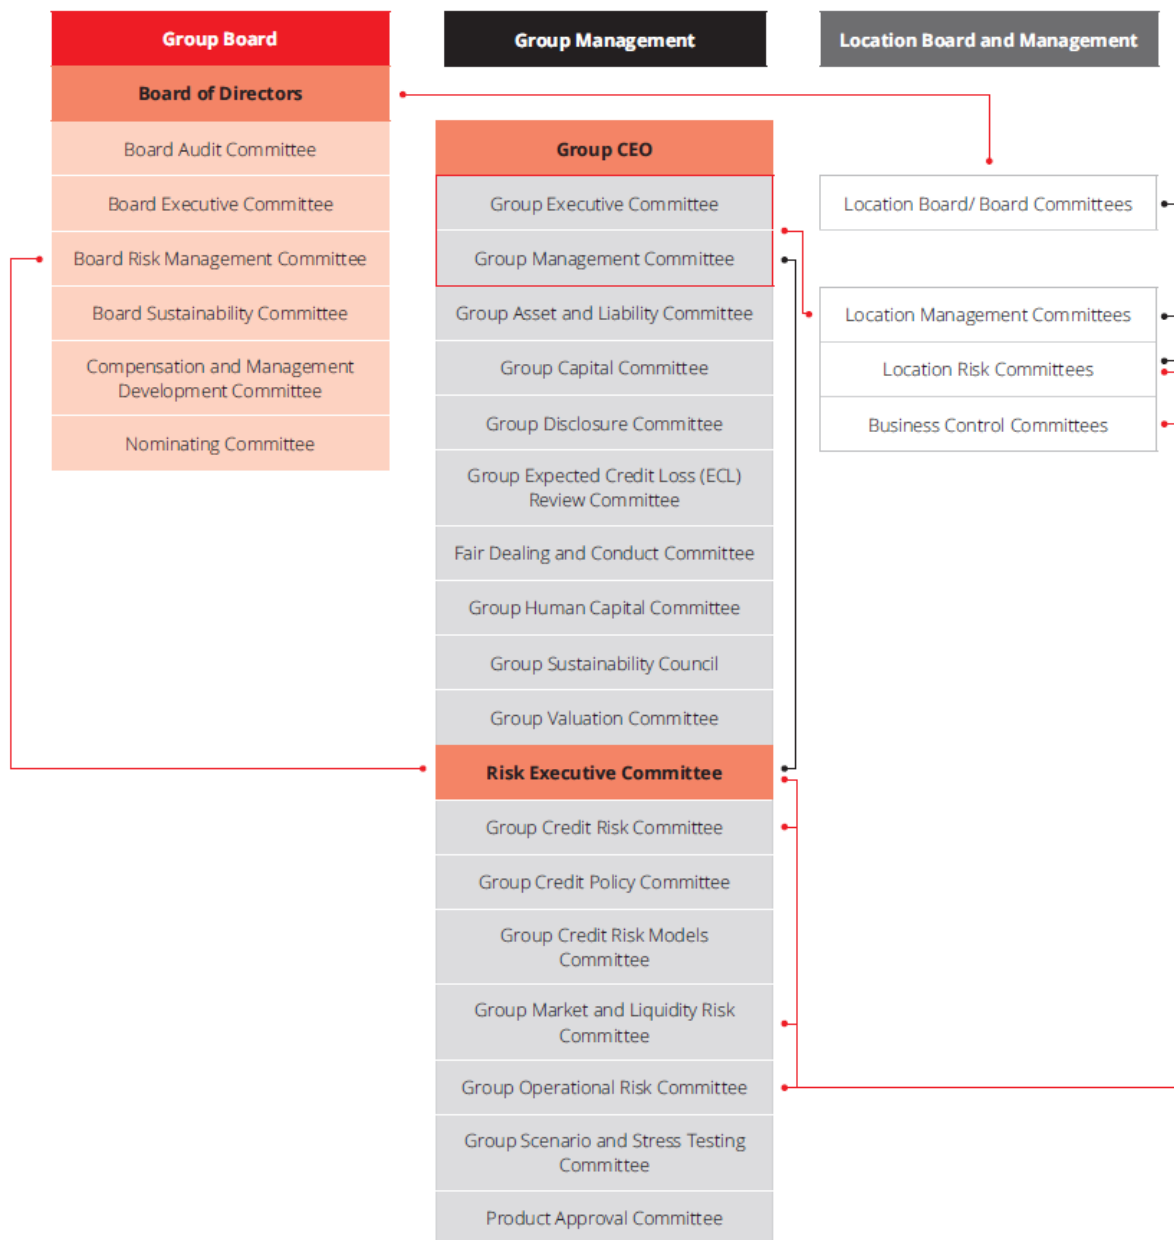 Group Board
Board of Directors
Board Audit Committee
Board Executive Committee
Board Risk Management Committee
Board Sustainability Committee
Compensation and Management
Development Committee
Nominating Committee
Group Management
Group CEO
Group Executive Committee
Group Management Committee
Group Asset and Liability Committee
Group Capital Committee
Group Disclosure Committee
Group Expected Credit Loss (ECL)
Review Committee
Fair Dealing and Conduct Committee
Group Human Capital Committee
Group Sustainability Council
Group Valuation Committee
Risk Executive Committee
Group Credit Risk Committee
Group Credit Policy Committee
Group Credit Risk Models
Committee
Group Market and Liquidity Risk
Committee
Group Operational Risk Committee
Group Scenario and Stress Testing
Committee
Product Approval Committee
Location Board and Management
Location Board/ Board Committees
Location Management Committees
Location Risk Committees
Business Control Committees